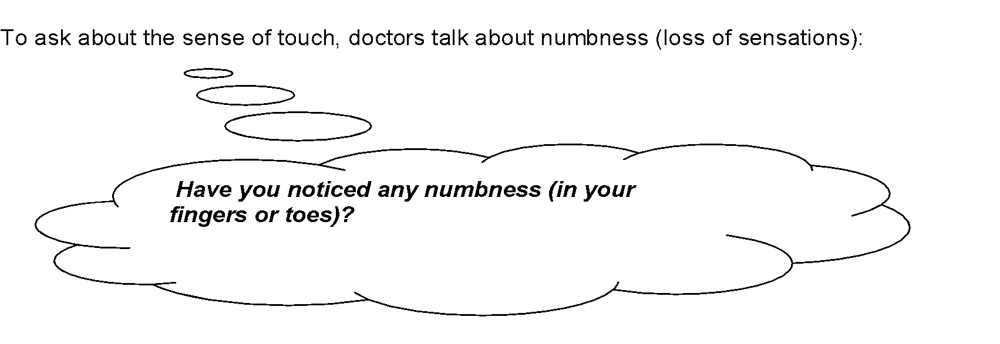 To ask about the sense of touch, doctors talk about numbness (loss of sensations):
Have you noticed any numbness (in your
fingers or toes)?